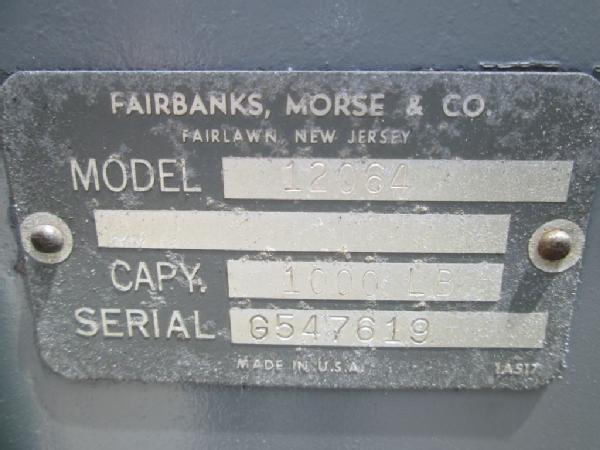 FAIRBANKS, MORSE & CO.
FAIRLAWN, NEW JERSEY
MODEL 12064
CAPY. 1000 LB
SERIAL G547619
MADE IN U.S.A.